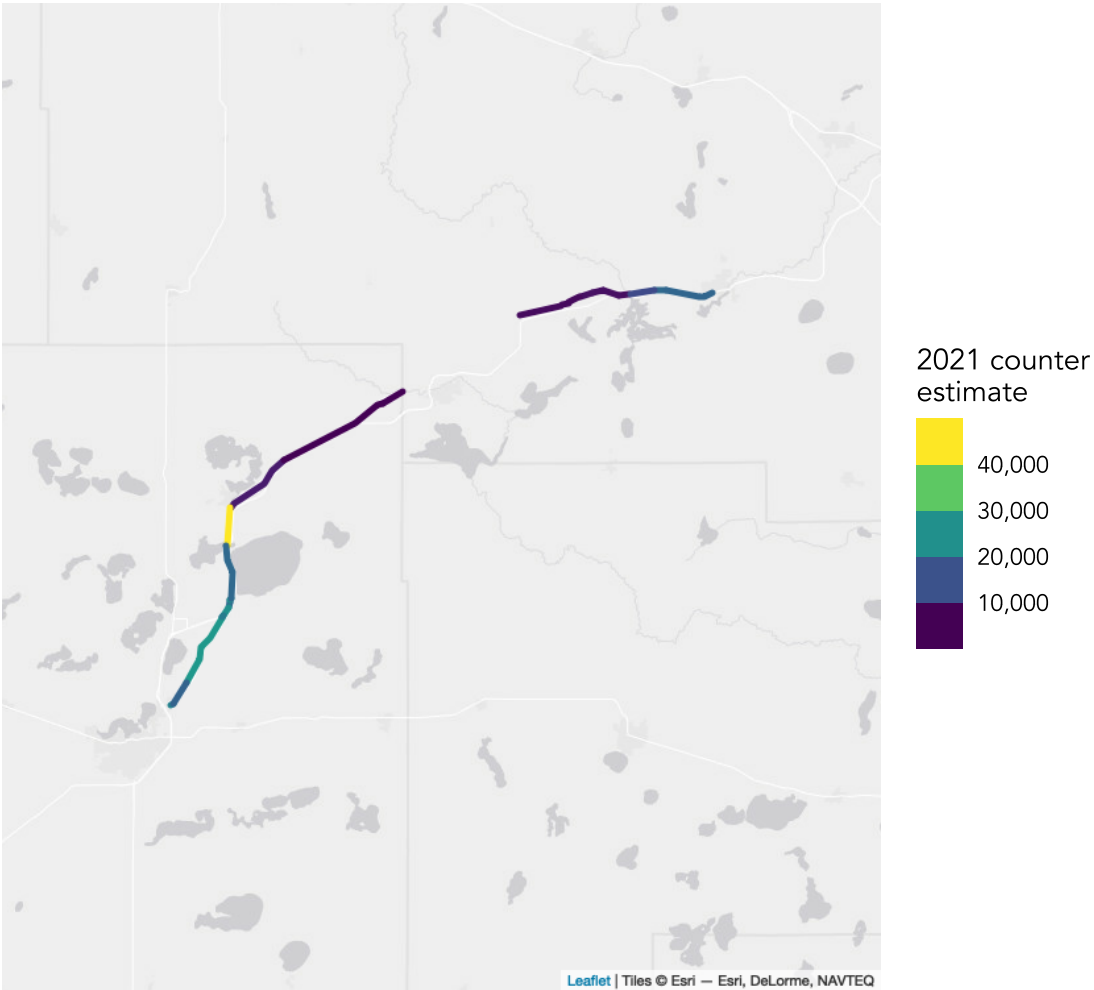 2021 counter
estimate
40,000
30,000
20,000
10,000
Leaflet | Tiles © Esri — Esri, DeLorme, NAVTEQ